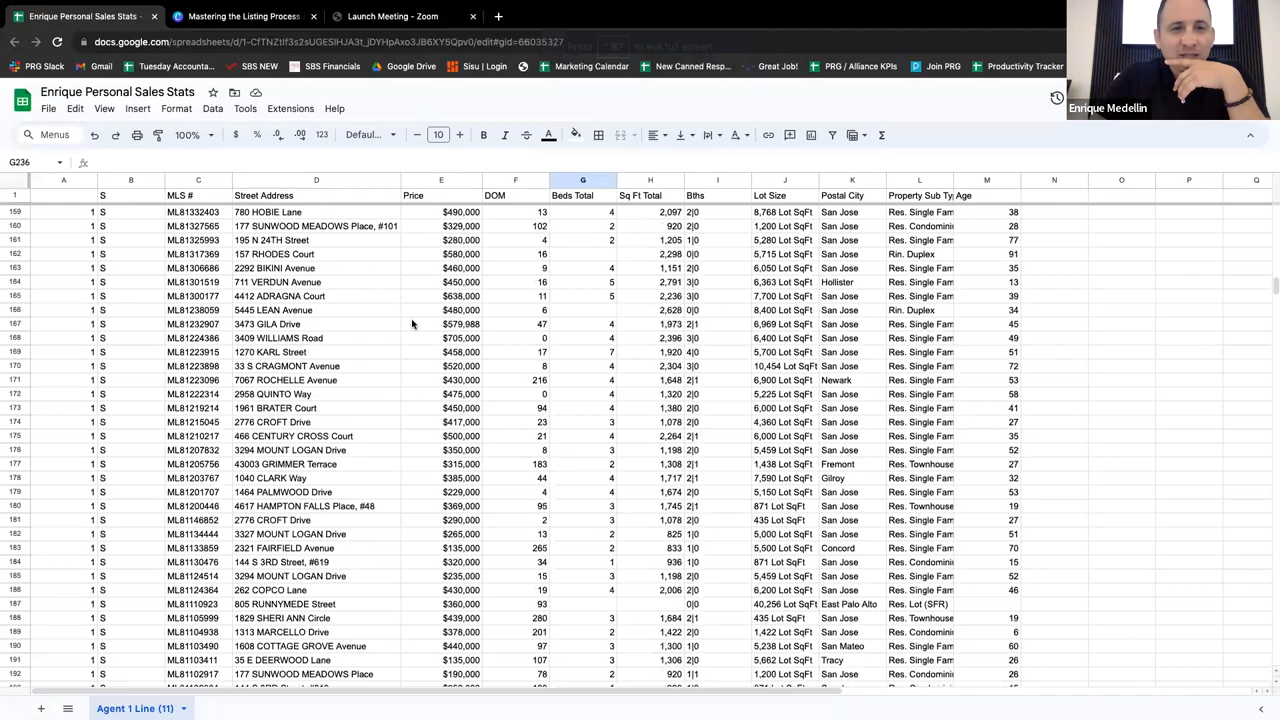 Enrique Personal Sales Stats - Mastering the Listing Process Launch Meeting - Zoom
docs.google.com/spreadsheets/d/1-CfTNZtIf3s2sUGESlHJA3t_jDYHpAxo3JB6XY5Qpv0/edit#gid=66035327
PRG Slack Gmail Tuesday Accounta... SBS NEW SBS Financials Google Drive Sisu | Login Marketing Calendar New Canned Resp... Great Job! PRG / Alliance KPIs Join PRG Productivity Tracker
Enrique Personal Sales Stats
File Edit View Insert Format Data Tools Extensions Help
Enrique Medellin
Menus 100% $ % .0 .00 123 Defaul... 10
G236
A B C D E F G H I J K L M N O P Q
1 S MLS # Street Address Price DOM Beds Total Sq Ft Total Bths Lot Size Postal City Property Sub Ty Age
159 1 S ML81332403 780 HOBIE Lane $490,000 13 4 2,097 2|0 8,768 Lot SqFt San Jose Res. Single Fam 38
160 1 S ML81327565 177 SUNWOOD MEADOWS Place, #101 $329,000 102 2 920 1|0 1,200 Lot SqFt San Jose Res. Condomini 28
161 1 S ML81325993 195 N 24TH Street $280,000 4 2 1,205 1|0 5,280 Lot SqFt San Jose Res. Single Fam 77
162 1 S ML81317369 157 RHODES Court $580,000 16 2,298 0|0 5,715 Lot SqFt San Jose Rin. Duplex 91
163 1 S ML81306686 2292 BIKINI Avenue $460,000 9 4 1,151 2|0 6,050 Lot SqFt San Jose Res. Single Fam 35
164 1 S ML81301519 711 VERDUN Avenue $450,000 16 5 2,791 3|0 6,363 Lot SqFt Hollister Res. Single Fam 13
165 1 S ML81300177 4412 ADRAGNA Court $638,000 11 5 2,236 3|0 7,700 Lot SqFt San Jose Res. Single Fam 39
166 1 S ML81238059 5445 LEAN Avenue $480,000 6 2,628 0|0 8,400 Lot SqFt San Jose Rin. Duplex 34
167 1 S ML81232907 3473 GILA Drive $579,988 47 4 1,973 2|1 6,969 Lot SqFt San Jose Res. Single Fam 45
168 1 S ML81224386 3409 WILLIAMS Road $705,000 0 4 2,396 3|0 6,400 Lot SqFt San Jose Res. Single Fam 49
169 1 S ML81223915 1270 KARL Street $458,000 17 7 1,920 4|0 5,700 Lot SqFt San Jose Res. Single Fam 51
170 1 S ML81223898 33 S CRAGMONT Avenue $520,000 8 4 2,304 3|0 10,454 Lot SqFt San Jose Res. Single Fam 72
171 1 S ML81223096 7067 ROCHELLE Avenue $430,000 216 4 1,648 2|1 6,900 Lot SqFt Newark Res. Single Fam 53
172 1 S ML81222314 2958 QUINTO Way $475,000 0 4 1,320 2|0 5,225 Lot SqFt San Jose Res. Single Fam 58
173 1 S ML81219214 1961 BRATER Court $450,000 94 4 1,380 2|0 6,000 Lot SqFt San Jose Res. Single Fam 41
174 1 S ML81215045 2776 CROFT Drive $417,000 23 3 1,078 2|0 4,360 Lot SqFt San Jose Res. Single Fam 27
175 1 S ML81210217 466 CENTURY CROSS Court $500,000 21 4 2,264 2|1 6,000 Lot SqFt San Jose Res. Single Fam 35
176 1 S ML81207832 3294 MOUNT LOGAN Drive $350,000 8 3 1,198 2|0 5,459 Lot SqFt San Jose Res. Single Fam 52
177 1 S ML81205756 43003 GRIMMER Terrace $315,000 183 2 1,308 2|1 1,438 Lot SqFt Fremont Res. Townhouse 27
178 1 S ML81203767 1040 CLARK Way $385,000 44 4 1,717 2|1 7,590 Lot SqFt Gilroy Res. Single Fam 32
179 1 S ML81201707 1464 PALMWOOD Drive $229,000 4 4 1,674 2|0 5,150 Lot SqFt San Jose Res. Single Fam 53
180 1 S ML81200446 4617 HAMPTON FALLS Place, #48 $369,000 95 3 1,745 2|1 871 Lot SqFt San Jose Res. Townhouse 19
181 1 S ML81146852 2776 CROFT Drive $290,000 2 3 1,078 2|0 435 Lot SqFt San Jose Res. Single Fam 27
182 1 S ML81134444 3327 MOUNT LOGAN Drive $265,000 13 2 825 1|0 5,000 Lot SqFt San Jose Res. Single Fam 51
183 1 S ML81133859 2321 FAIRFIELD Avenue $135,000 265 2 833 1|0 5,500 Lot SqFt Concord Res. Single Fam 70
184 1 S ML81130476 144 S 3RD Street, #619 $320,000 34 1 936 1|0 871 Lot SqFt San Jose Res. Condomini 15
185 1 S ML81124514 3294 MOUNT LOGAN Drive $235,000 15 3 1,198 2|0 5,459 Lot SqFt San Jose Res. Single Fam 52
186 1 S ML81124364 262 COPCO Lane $430,000 19 4 2,006 2|0 6,200 Lot SqFt San Jose Res. Single Fam 46
187 1 S ML81110923 805 RUNNYMEDE Street $360,000 93 0|0 40,256 Lot SqFt East Palo Alto Res. Lot (SFR)
188 1 S ML81105999 1829 SHERI ANN Circle $439,000 280 3 1,684 2|1 435 Lot SqFt San Jose Res. Townhouse 19
189 1 S ML81104938 1313 MARCELLO Drive $378,000 201 2 1,422 2|0 1,422 Lot SqFt San Jose Res. Condomini 6
190 1 S ML81103490 1608 COTTAGE GROVE Avenue $440,000 97 3 1,300 1|0 5,238 Lot SqFt San Mateo Res. Single Fam 60
191 1 S ML81103411 35 E DEERWOOD Lane $135,000 107 3 1,306 2|0 5,662 Lot SqFt Tracy Res. Single Fam 26
192 1 S ML81102917 177 SUNWOOD MEADOWS Place $190,000 78 2 920 1|1 1,200 Lot SqFt San Jose Res. Condomini 28
Agent 1 Line (11)